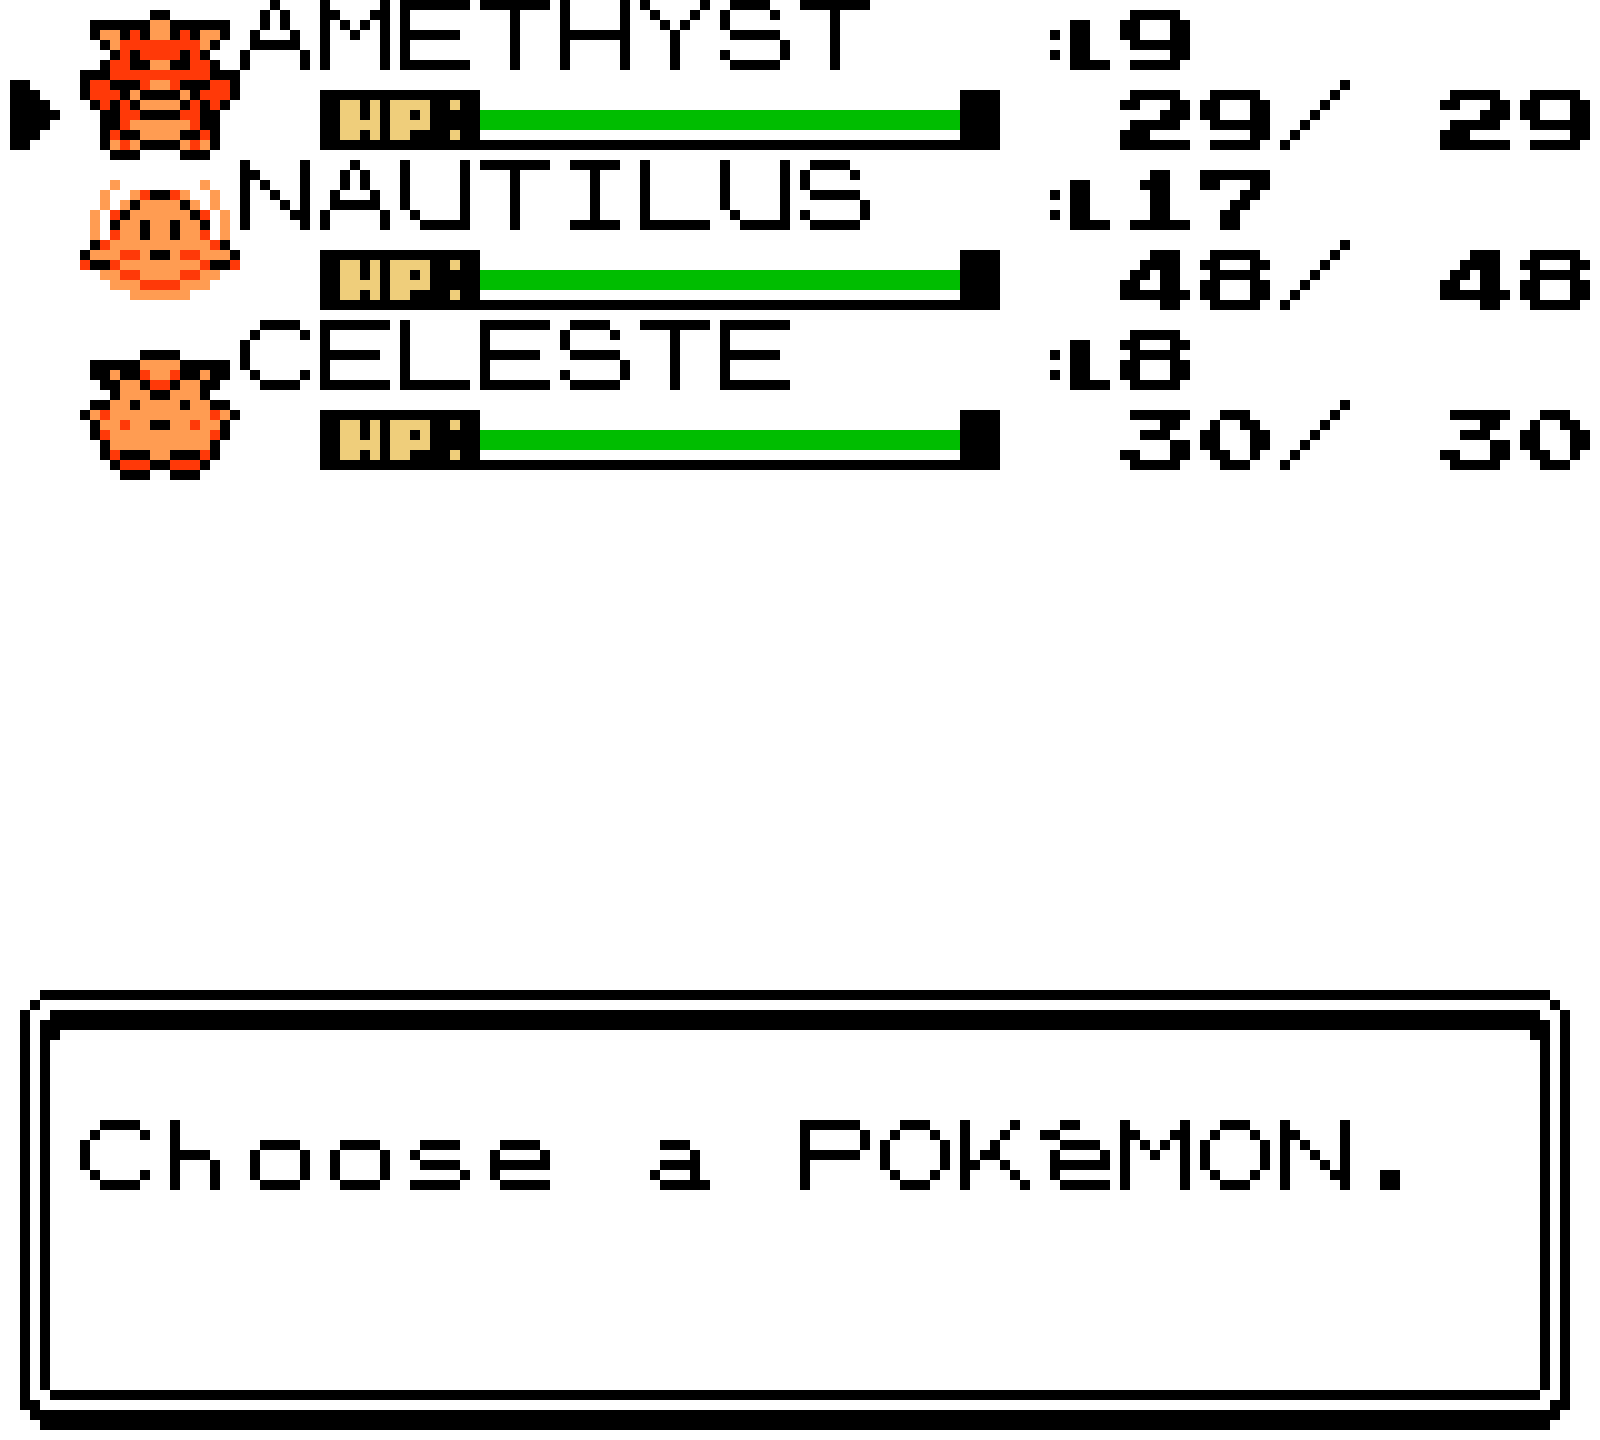 AMETHYST :L9
HP: 29/ 29
NAUTILUS :L17
HP: 48/ 48
CELESTE :L8
HP: 30/ 30
Choose a POKéMON.